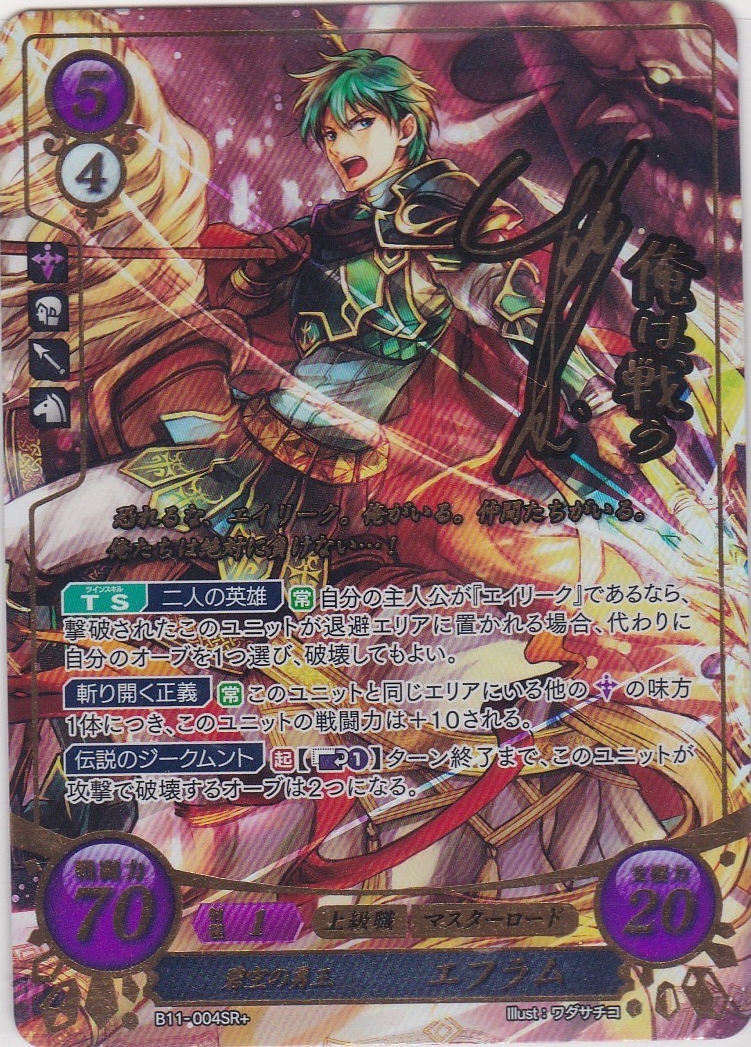 5
4
俺は戦う
恐れるな、エイリーク。俺がいる。仲間たちがいる。
俺たちは絶対に負けない…!
ツインスキル
TS 二人の英雄 常 自分の主人公が『エイリーク』であるなら、
撃破されたこのユニットが退避エリアに置かれる場合、代わりに
自分のオーブを1つ選び、破壊してもよい。
斬り開く正義 常 このユニットと同じエリアにいる他の の味方
1体につき、このユニットの戦闘力は+10される。
伝説のジークムント 起【 1】ターン終了まで、このユニットが
攻撃で破壊するオーブは2つになる。
戦闘力
70
射程 1 上級職 マスターロード
支援力
20
蒼空の勇王 エフラム
B11-004SR+ Illust:ワダサチコ